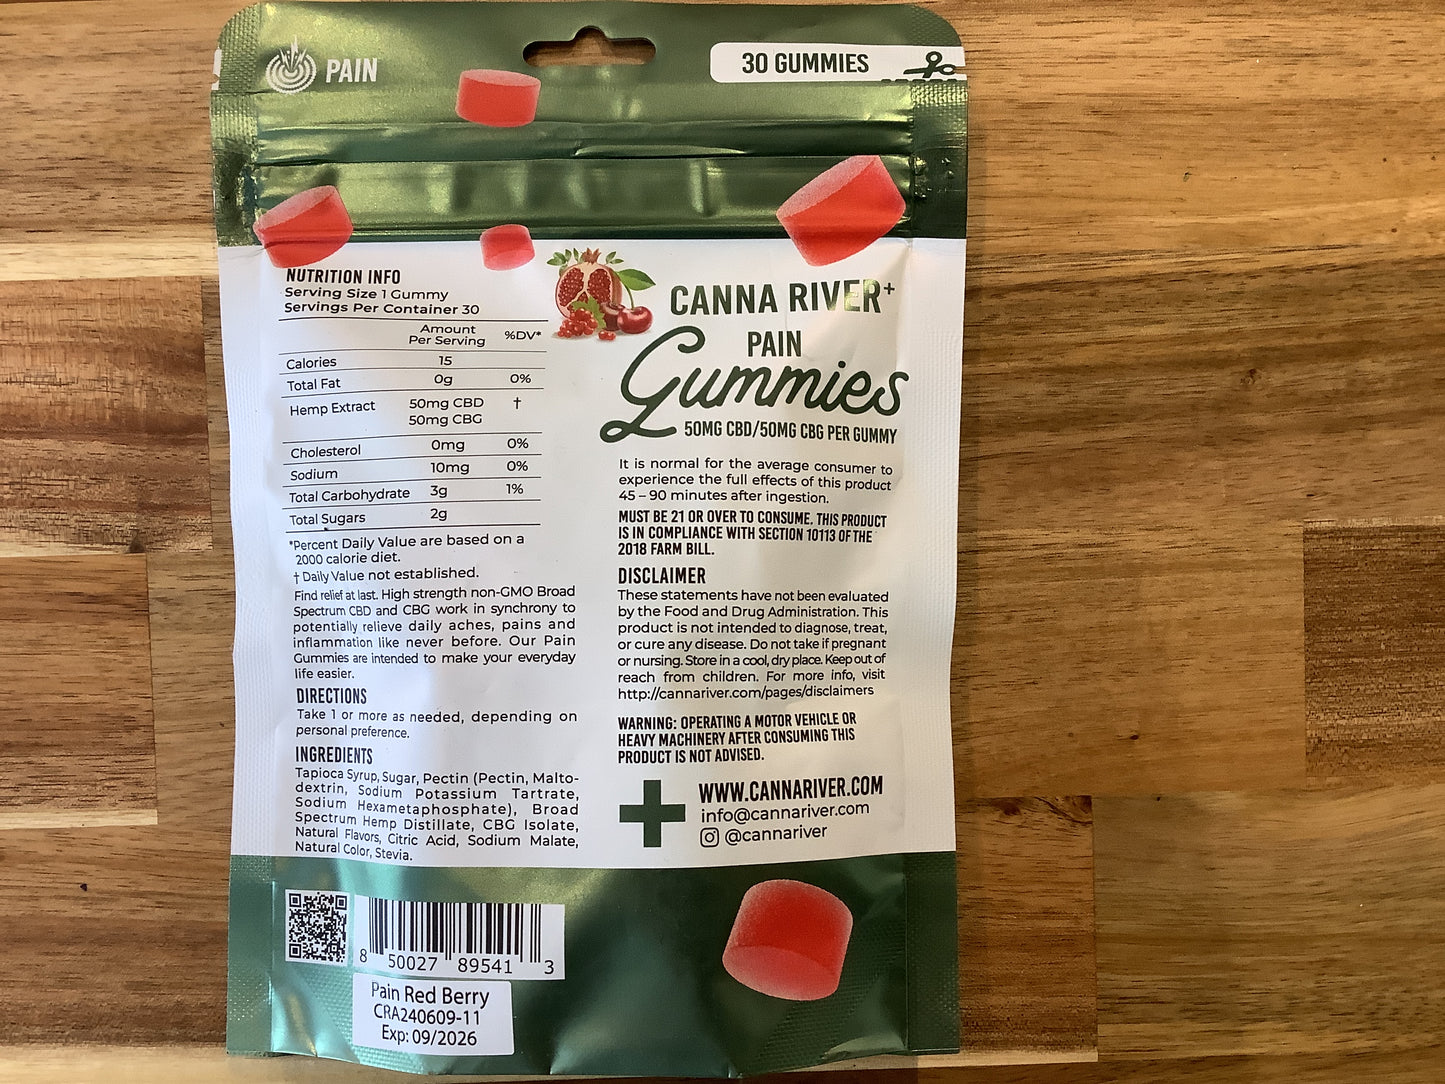 PAIN
30 GUMMIES
NUTRITION INFO
Serving Size 1 Gummy
Servings Per Container 30
Amount
Per Serving
%DV*
Calories 15
Total Fat 0g 0%
Hemp Extract 50mg CBD †
50mg CBG
Cholesterol 0mg 0%
Sodium 10mg 0%
Total Carbohydrate 3g 1%
Total Sugars 2g
*Percent Daily Value are based on a
2000 calorie diet.
† Daily Value not established.
Find relief at last. High strength non-GMO Broad
Spectrum CBD and CBG work in synchrony to
potentially relieve daily aches, pains and
inflammation like never before. Our Pain
Gummies are intended to make your everyday
life easier.
DIRECTIONS
Take 1 or more as needed, depending on
personal preference.
INGREDIENTS
Tapioca Syrup, Sugar, Pectin (Pectin, Malto-
dextrin, Sodium Potassium Tartrate,
Sodium Hexametaphosphate), Broad
Spectrum Hemp Distillate, CBG Isolate,
Natural Flavors, Citric Acid, Sodium Malate,
Natural Color, Stevia.
CANNA RIVER+
PAIN
Gummies
50MG CBD/50MG CBG PER GUMMY
It is normal for the average consumer to
experience the full effects of this product
45 – 90 minutes after ingestion.
MUST BE 21 OR OVER TO CONSUME. THIS PRODUCT
IS IN COMPLIANCE WITH SECTION 10113 OF THE
2018 FARM BILL.
DISCLAIMER
These statements have not been evaluated
by the Food and Drug Administration. This
product is not intended to diagnose, treat,
or cure any disease. Do not take if pregnant
or nursing. Store in a cool, dry place. Keep out of
reach from children. For more info, visit
http://cannariver.com/pages/disclaimers
WARNING: OPERATING A MOTOR VEHICLE OR
HEAVY MACHINERY AFTER CONSUMING THIS
PRODUCT IS NOT ADVISED.
WWW.CANNARIVER.COM
info@cannariver.com
@cannariver
8 50027 89541 3
Pain Red Berry
CRA240609-11
Exp: 09/2026